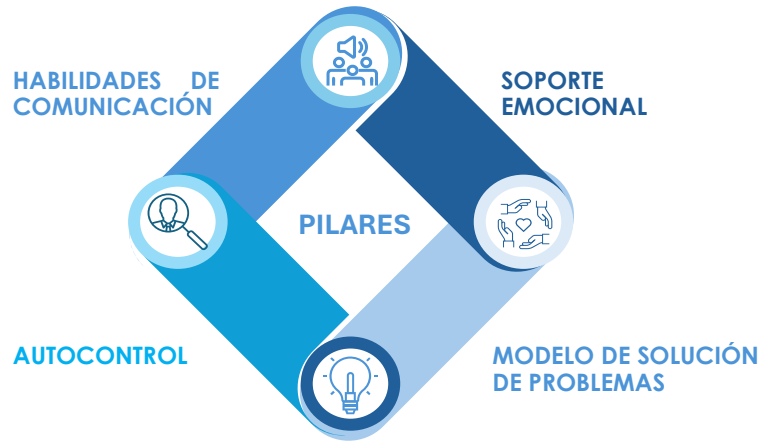 HABILIDADES DE
COMUNICACIÓN
SOPORTE
EMOCIONAL
PILARES
AUTOCONTROL
MODELO DE SOLUCIÓN
DE PROBLEMAS